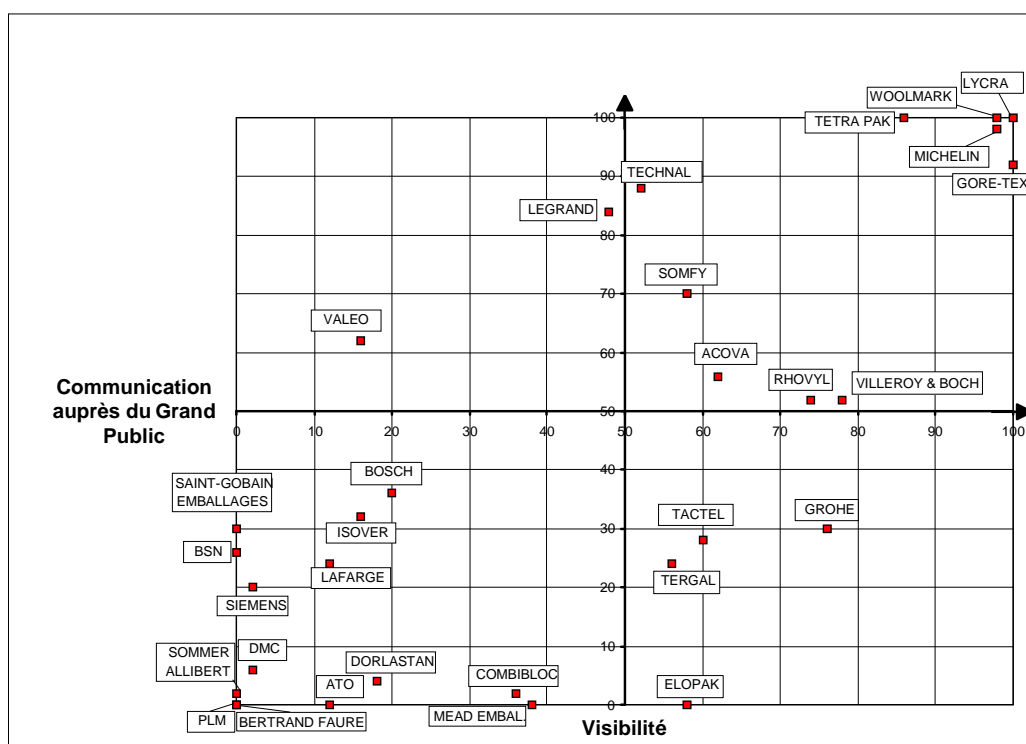 LYCRA
WOOLMARK
100
TETRA PAK
MICHELIN
TECHNAL
90
GORE-TEX
LEGRAND
80
SOMFY
70
VALEO
60
ACOVA
RHOVYL
VILLEROY & BOCH
Communication
auprès du Grand
Public
50
0 10 20 30 40 50 60 70 80 90 100
BOSCH
SAINT-GOBAIN
EMBALLAGES
40
TACTEL
GROHE
ISOVER
30
BSN
LAFARGE
TERGAL
SIEMENS
20
SOMMER
ALLIBERT
DMC
DORLASTAN
10
COMBIBLOC
ATO
ELOPAK
PLM
BERTRAND FAURE
MEAD EMBAL.
0
Visibilité